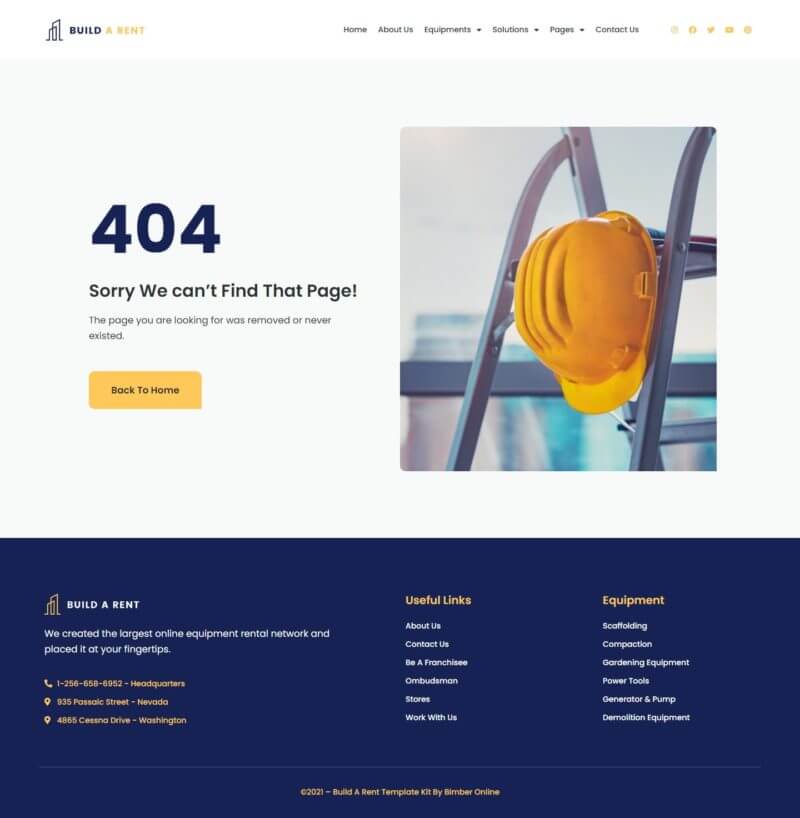 BUILD A RENT
Home About Us Equipments Solutions Pages Contact Us
404
Sorry We can't Find That Page!
The page you are looking for was removed or never
existed.
Back To Home
BUILD A RENT
We created the largest online equipment rental network and
placed it at your fingertips.
1-256-658-6952 - Headquarters
935 Passaic Street - Nevada
4865 Cessna Drive - Washington
Useful Links
About Us
Contact Us
Be A Franchisee
Ombudsman
Stores
Work With Us
Equipment
Scaffolding
Compaction
Gardening Equipment
Power Tools
Generator & Pump
Demolition Equipment
©2021 – Build A Rent Template Kit By Bimber Online